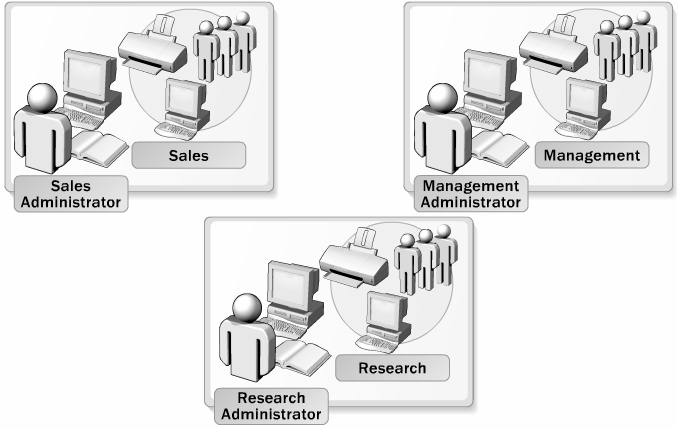 Sales
Sales
Administrator
Management
Management
Administrator
Research
Research
Administrator